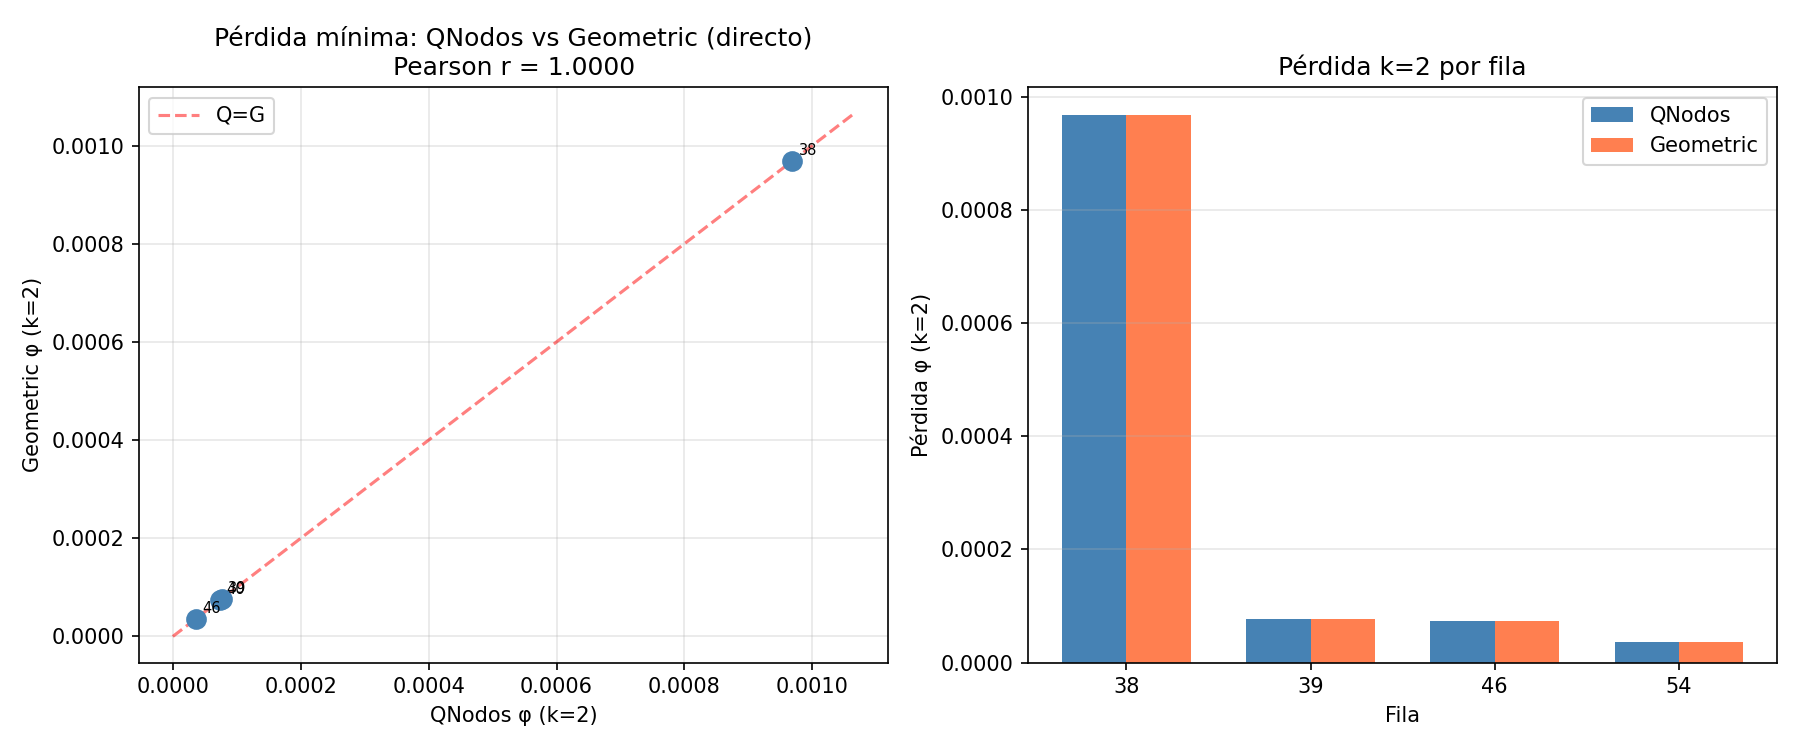 Pérdida mínima: QNodos vs Geometric (directo)
Pearson r = 1.0000
Q=G
0.0010
0.0008
0.0006
0.0004
0.0002
0.0000
Geometric φ (k=2)
38
46
0.0000
0.0002
0.0004
0.0006
0.0008
0.0010
QNodos φ (k=2)
Pérdida k=2 por fila
QNodos
Geometric
0.0010
0.0008
0.0006
0.0004
0.0002
0.0000
Pérdida φ (k=2)
38
39
46
54
Fila